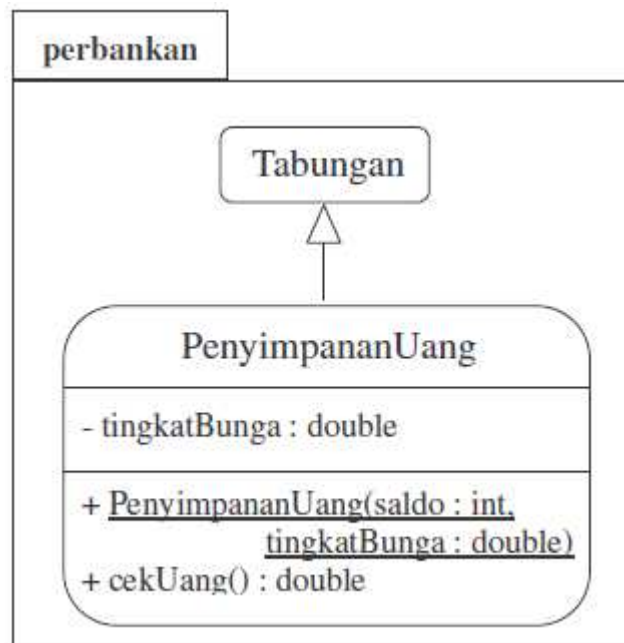 perbankan
Tabungan
PenyimpananUang
- tingkatBunga : double
+ PenyimpananUang(saldo : int,
tingkatBunga : double)
+ cekUang() : double